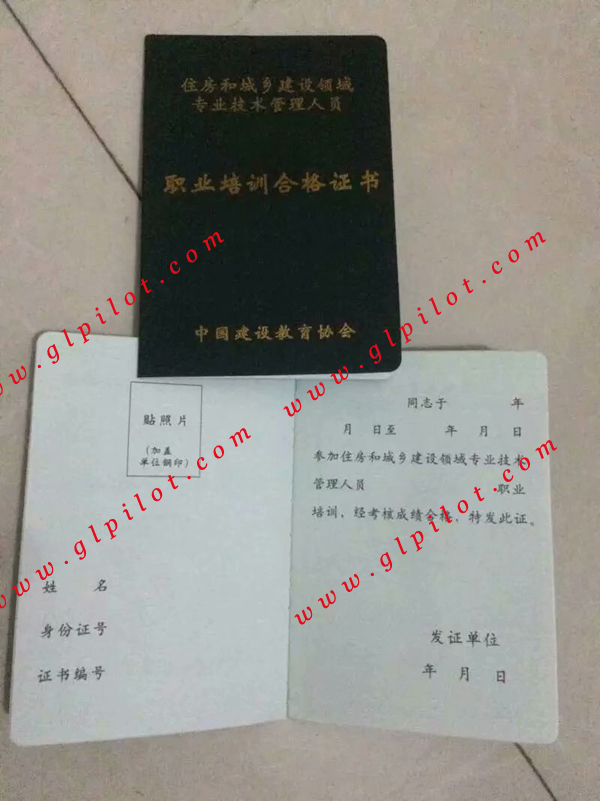 住房和城乡建设领域
专业技术管理人员
职业培训合格证书
中国建设教育协会
www.glpilot.com
www.glpilot.com
贴照片
(加盖
单位钢印)
姓 名
身份证号
证书编号
同志于 年
月 日至 年 月 日
参加住房和城乡建设领域专业技术
管理人员 职业
培训，经考核成绩合格，特发此证。
发证单位
年 月 日
www.glpilot.com
www.glpilot.com